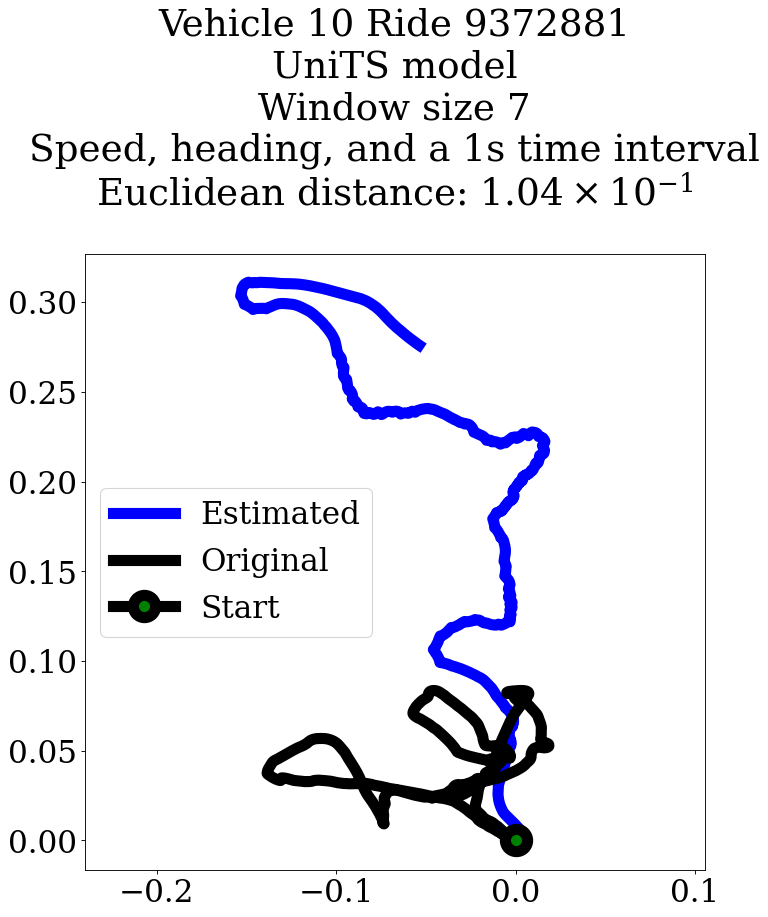 Vehicle 10 Ride 9372881
UniTS model
Window size 7
Speed, heading, and a 1s time interval
Euclidean distance: 1.04 × 10⁻¹
0.30
0.25
0.20
0.15
0.10
0.05
0.00
Estimated
Original
Start
−0.2
−0.1
0.0
0.1